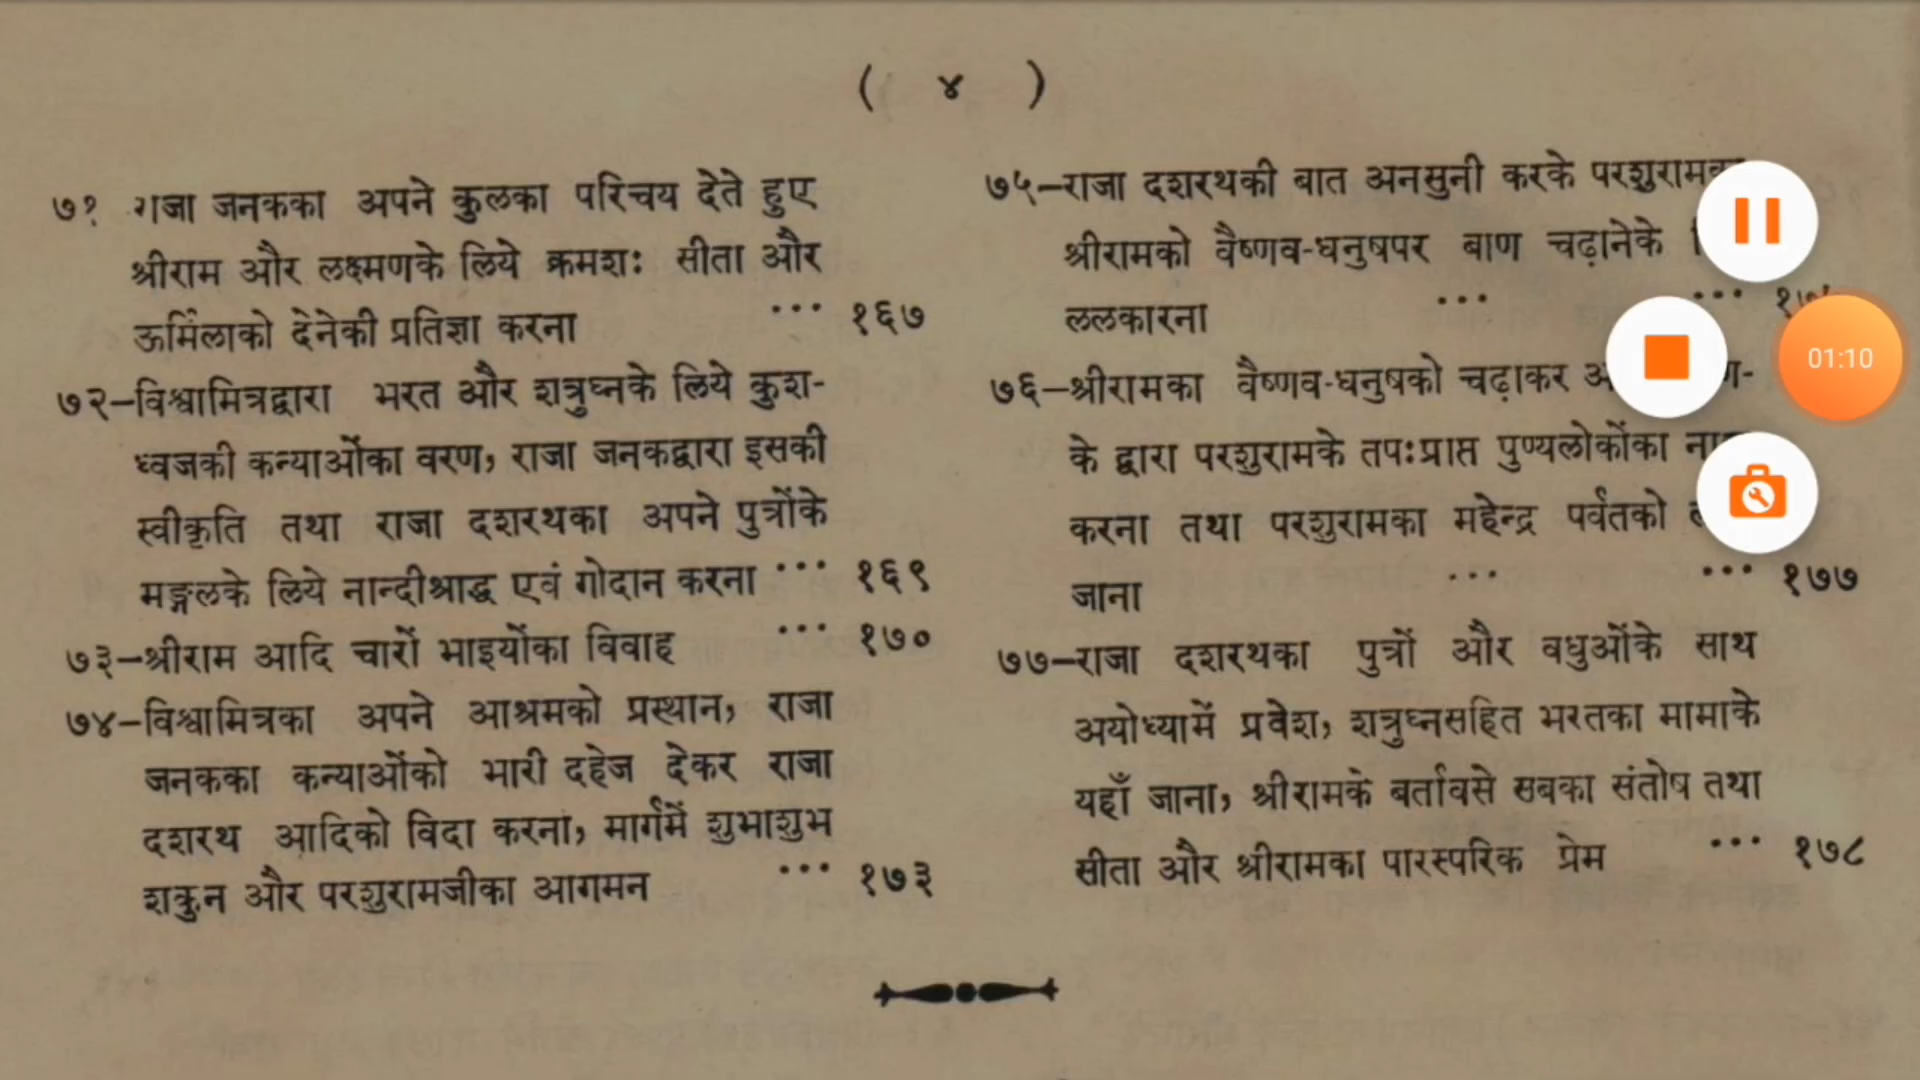 ( ४ )
७१ राजा जनकका अपने कुलका परिचय देते हुए
श्रीराम और लक्ष्मणके लिये क्रमशः सीता और
ऊर्मिलाको देनेकी प्रतिज्ञा करना ··· १६७
७२–विश्वामित्रद्वारा भरत और शत्रुघ्नके लिये कुश-
ध्वजकी कन्याओंका वरण, राजा जनकद्वारा इसकी
स्वीकृति तथा राजा दशरथका अपने पुत्रोंके
मङ्गलके लिये नान्दीश्राद्ध एवं गोदान करना ··· १६९
७३–श्रीराम आदि चारों भाइयोंका विवाह ··· १७०
७४–विश्वामित्रका अपने आश्रमको प्रस्थान, राजा
जनकका कन्याओंको भारी दहेज देकर राजा
दशरथ आदिको विदा करना, मार्गमें शुभाशुभ
शकुन और परशुरामजीका आगमन ··· १७३
७५–राजा दशरथकी बात अनसुनी करके
श्रीरामको वैष्णव-धनुषपर बाण चढ़ानेके
ललकारना ··· ···
७६–श्रीरामका वैष्णव-धनुषको चढ़ाकर
के द्वारा परशुरामके तपःप्राप्त पुण्यलोकोंका
करना तथा परशुरामका महेन्द्र पर्वतको
जाना ··· ··· १७७
७७–राजा दशरथका पुत्रों और वधुओंके साथ
अयोध्यामें प्रवेश, शत्रुघ्नसहित भरतका मामाके
यहाँ जाना, श्रीरामके बर्तावसे सबका संतोष तथा
सीता और श्रीरामका पारस्परिक प्रेम ··· १७८
01:10